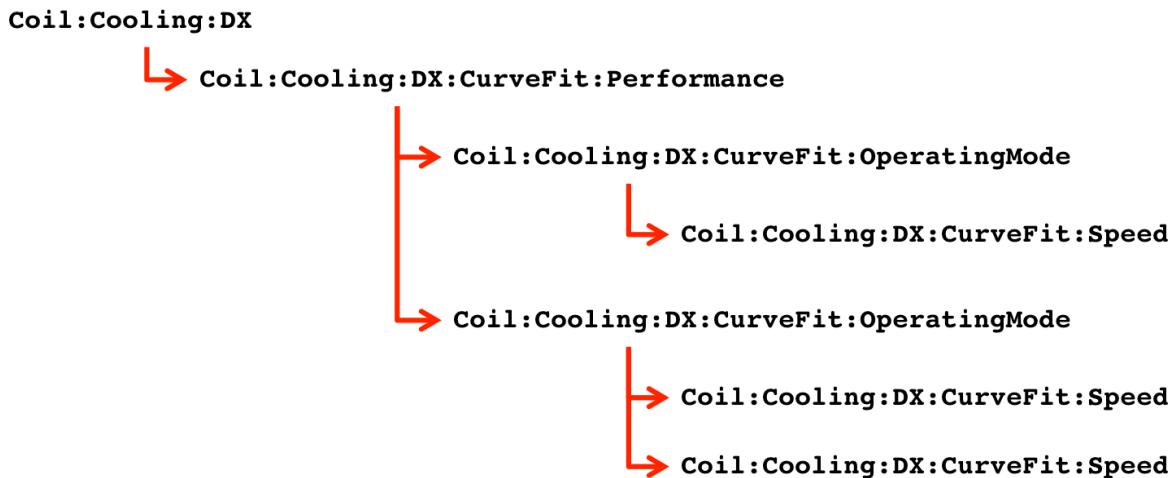 Coil:Cooling:DX
Coil:Cooling:DX:CurveFit:Performance
Coil:Cooling:DX:CurveFit:OperatingMode
Coil:Cooling:DX:CurveFit:Speed
Coil:Cooling:DX:CurveFit:OperatingMode
Coil:Cooling:DX:CurveFit:Speed
Coil:Cooling:DX:CurveFit:Speed